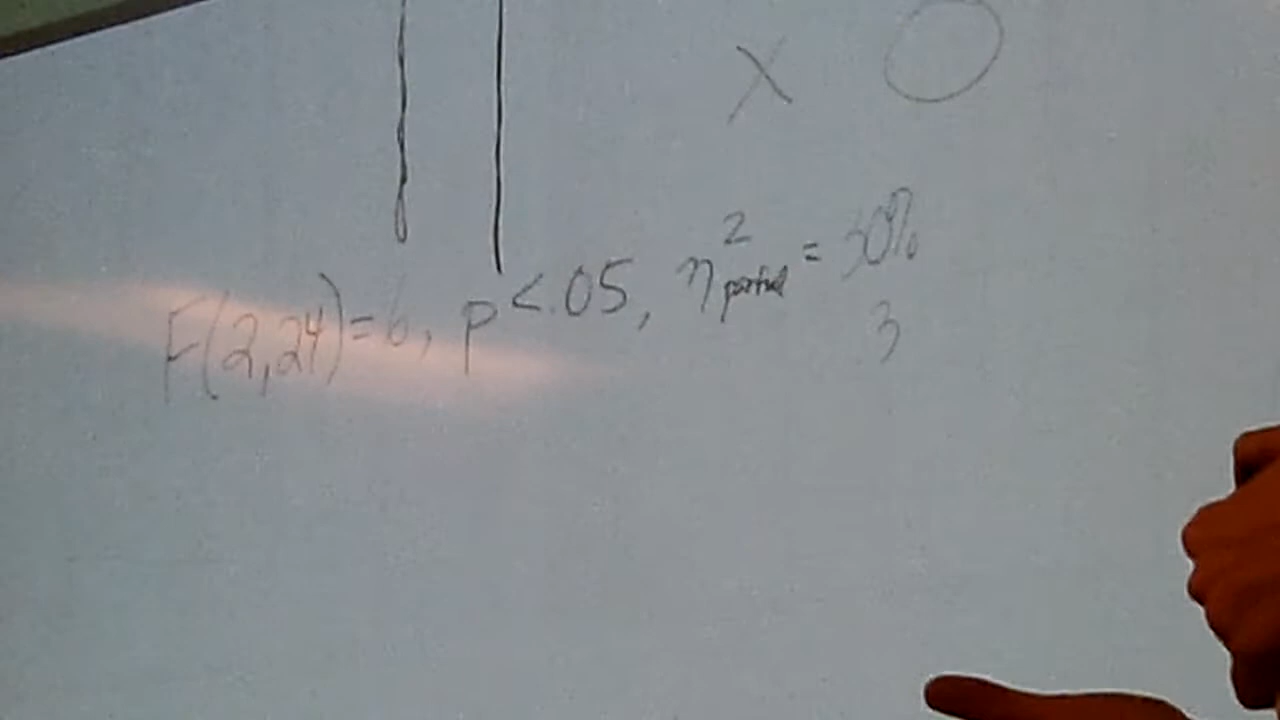 X O
F(2,24)=6, p<.05, η²partial = 30%
3